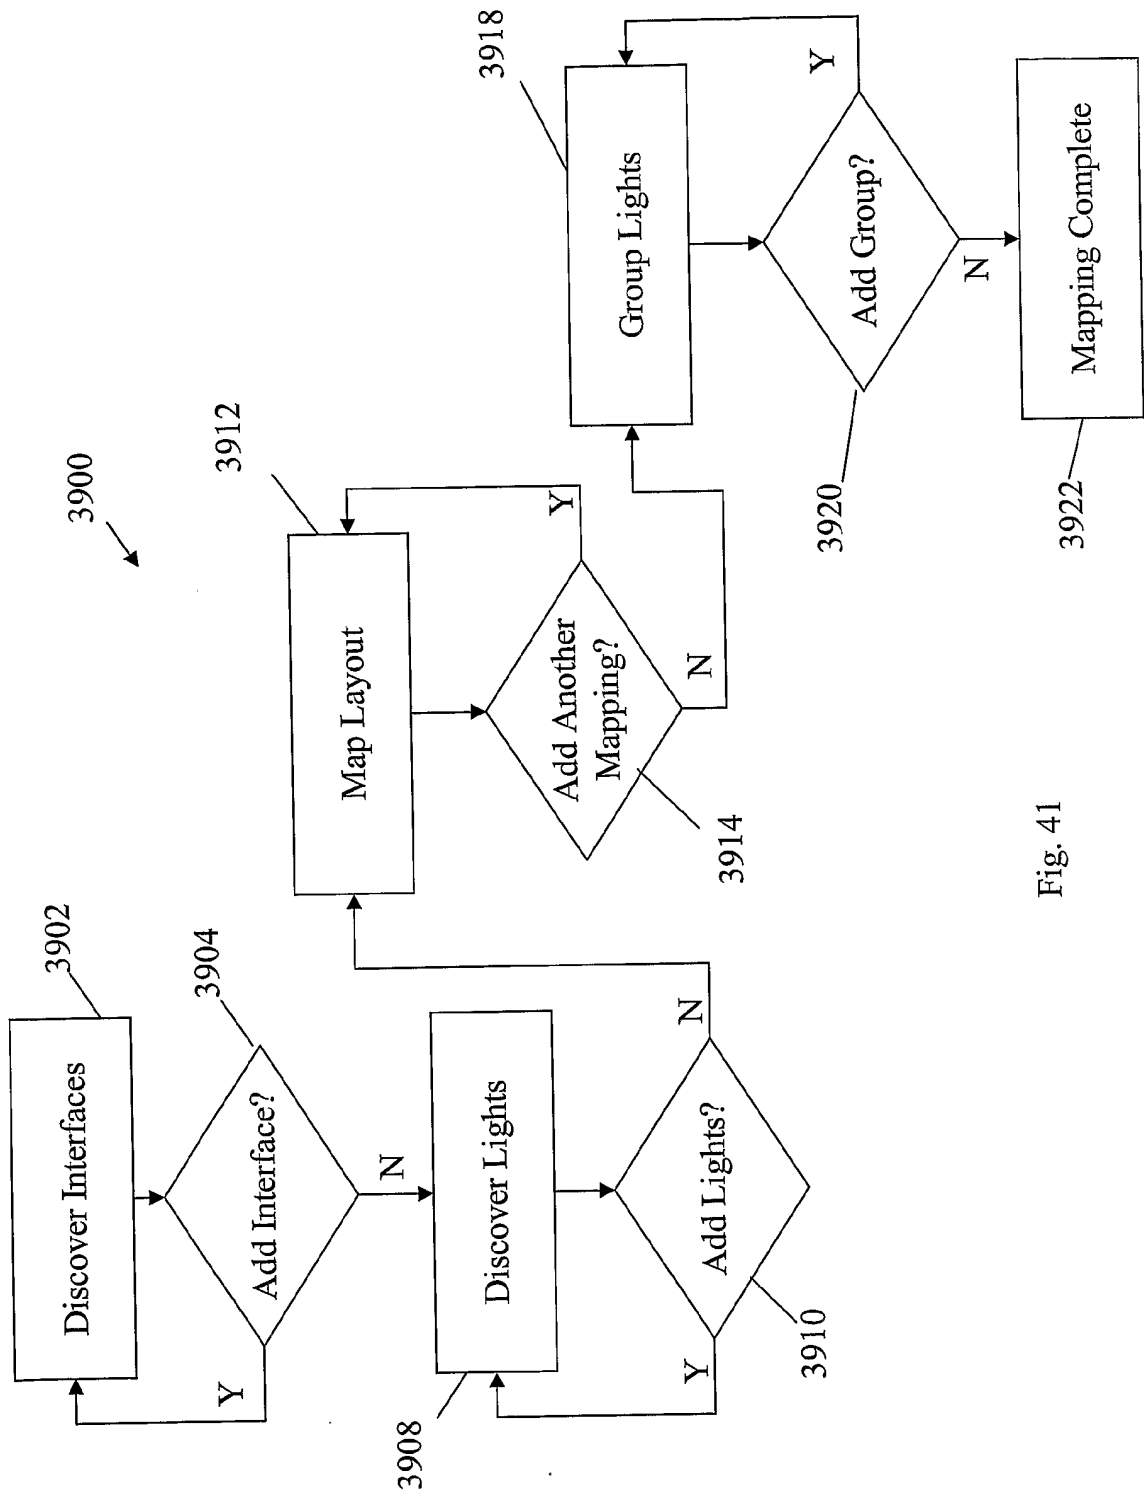 3900
Discover Interfaces
3902
Add Interface?
3904
Y
N
Discover Lights
3908
Add Lights?
3910
Y
N
Map Layout
3912
Add Another
Mapping?
3914
Y
N
Group Lights
3918
Add Group?
3920
Y
N
Mapping Complete
3922
Fig. 41